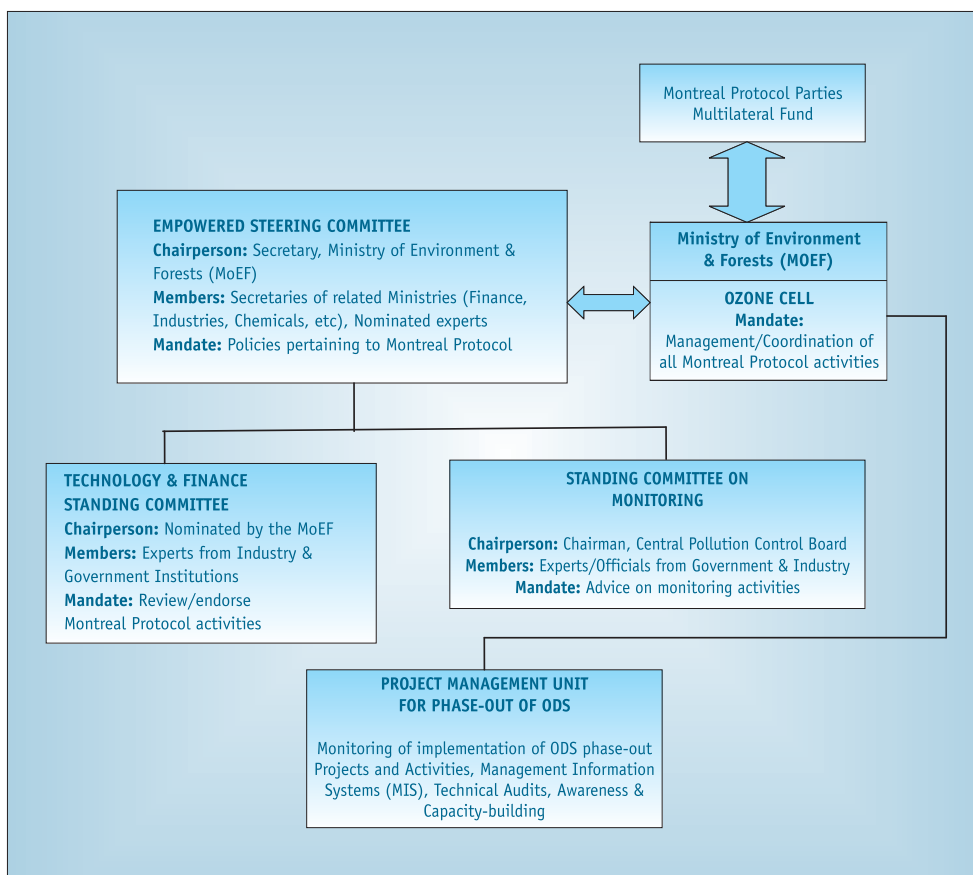 Montreal Protocol Parties
Multilateral Fund
EMPOWERED STEERING COMMITTEE
Chairperson: Secretary, Ministry of Environment &
Forests (MoEF)
Members: Secretaries of related Ministries (Finance,
Industries, Chemicals, etc), Nominated experts
Mandate: Policies pertaining to Montreal Protocol
Ministry of Environment
& Forests (MOEF)
OZONE CELL
Mandate:
Management/Coordination of
all Montreal Protocol activities
TECHNOLOGY & FINANCE
STANDING COMMITTEE
Chairperson: Nominated by the MoEF
Members: Experts from Industry &
Government Institutions
Mandate: Review/endorse
Montreal Protocol activities
STANDING COMMITTEE ON
MONITORING
Chairperson: Chairman, Central Pollution Control Board
Members: Experts/Officials from Government & Industry
Mandate: Advice on monitoring activities
PROJECT MANAGEMENT UNIT
FOR PHASE-OUT OF ODS
Monitoring of implementation of ODS phase-out
Projects and Activities, Management Information
Systems (MIS), Technical Audits, Awareness &
Capacity-building